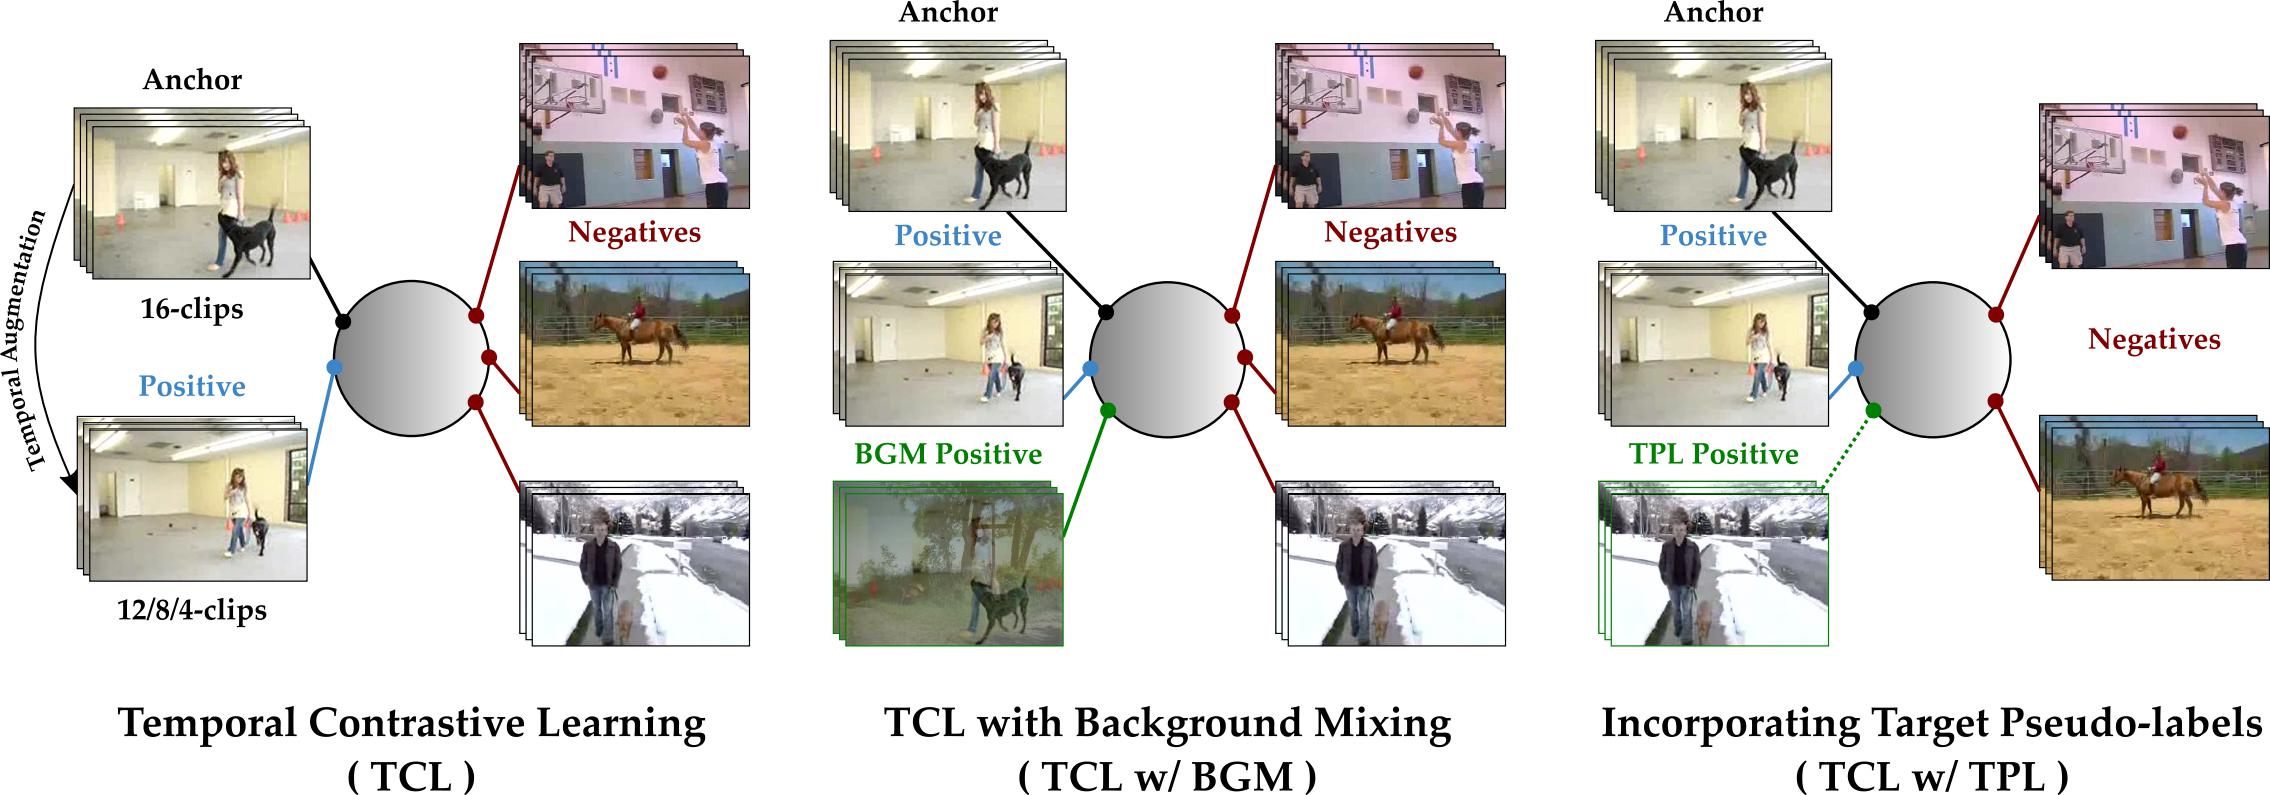 Anchor
16-clips
Temporal Augmentation
Positive
12/8/4-clips
Negatives
Temporal Contrastive Learning
( TCL )
Anchor
Positive
BGM Positive
Negatives
TCL with Background Mixing
( TCL w/ BGM )
Anchor
Positive
TPL Positive
Negatives
Incorporating Target Pseudo-labels
( TCL w/ TPL )